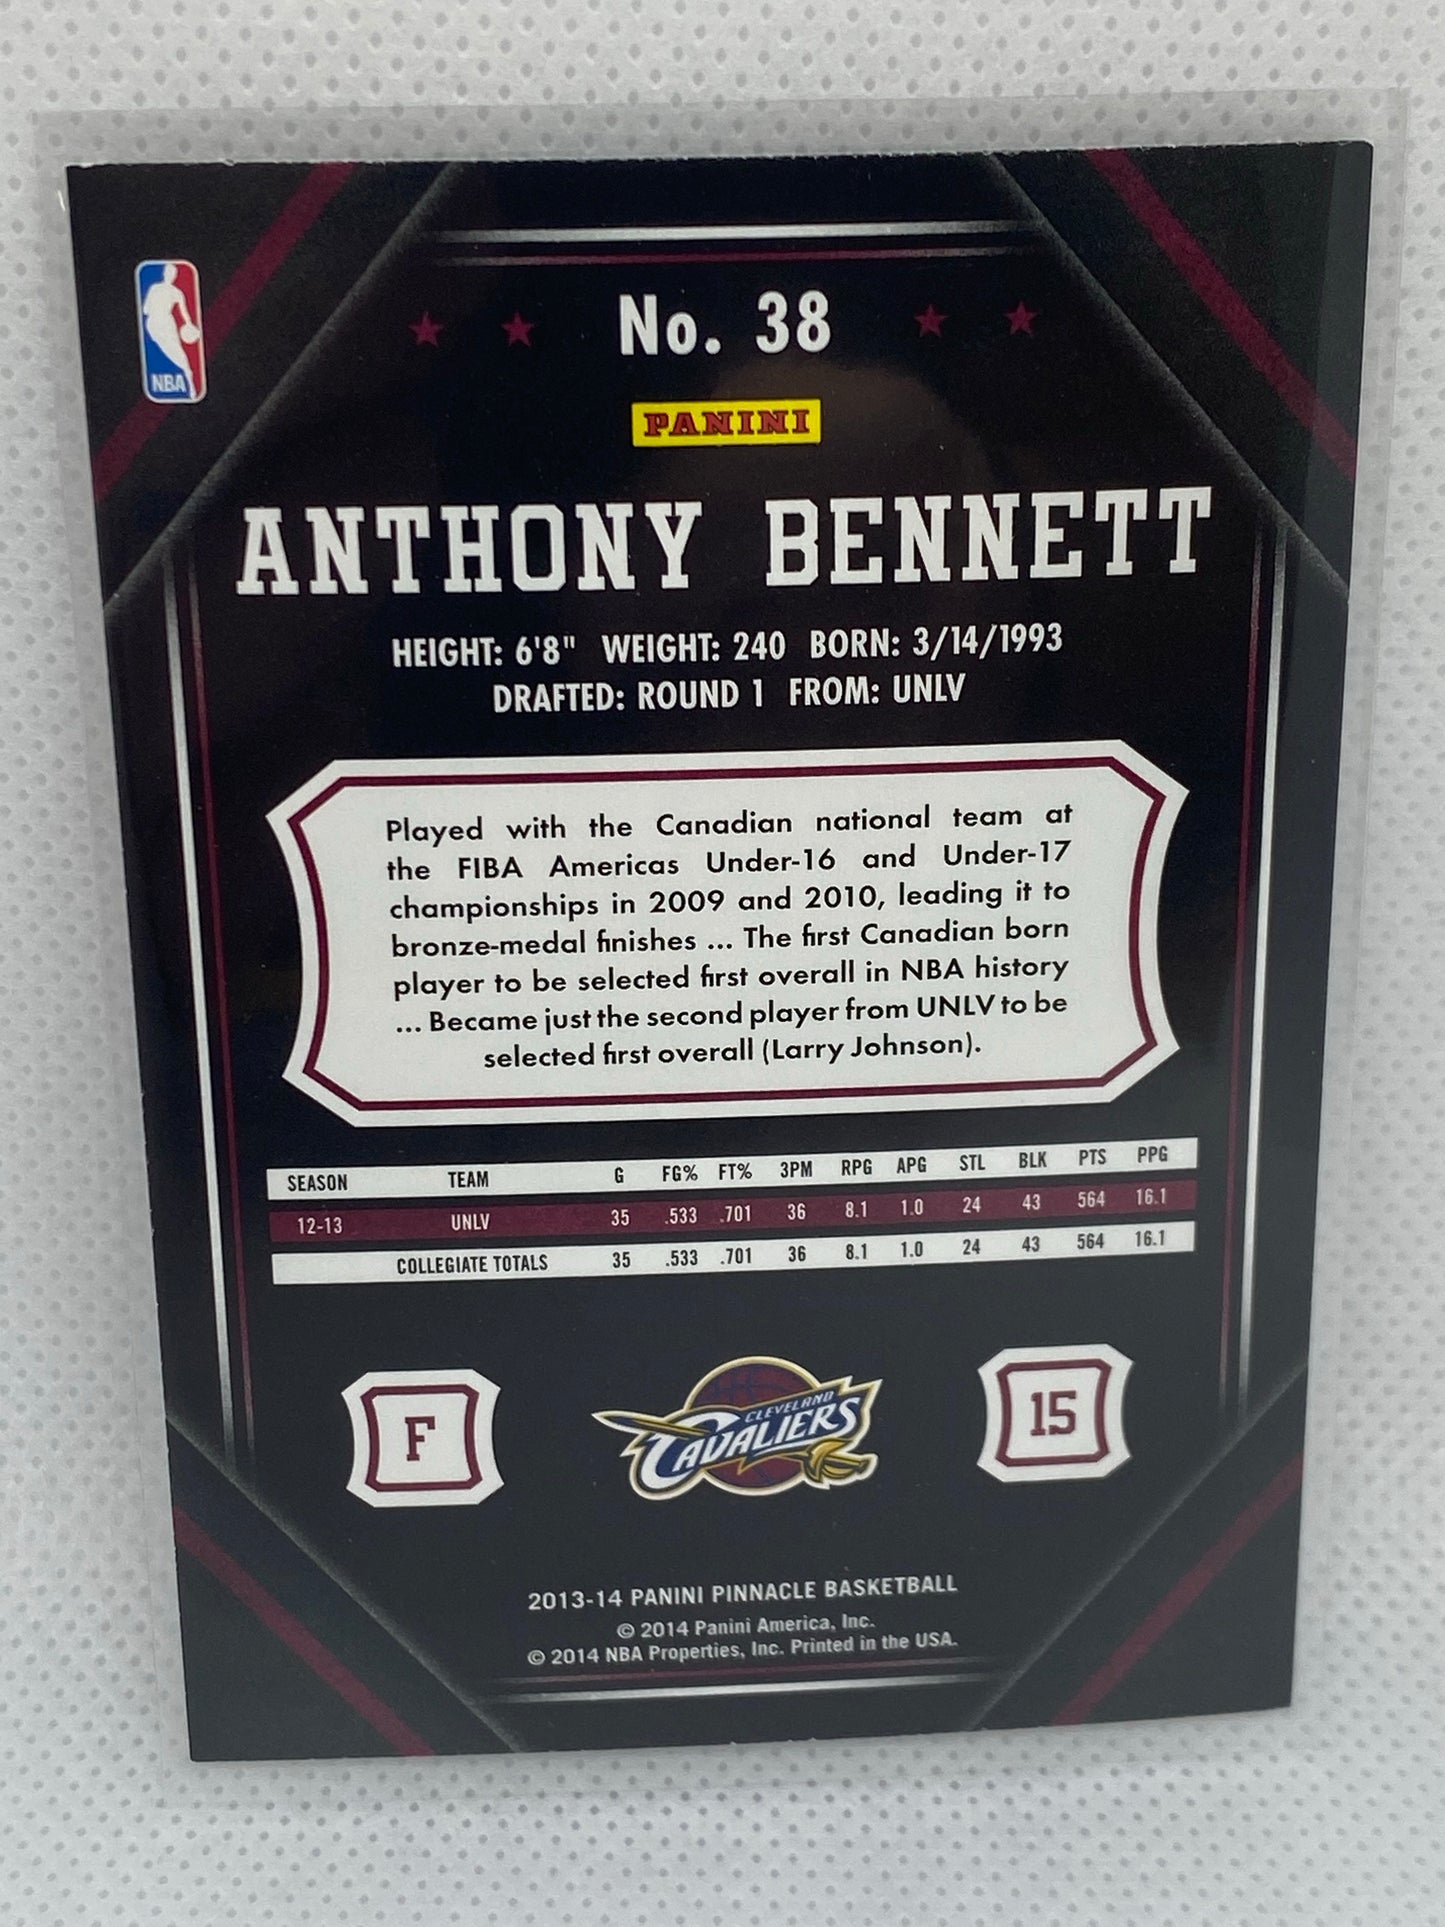 No. 38
NBA
PANINI
ANTHONY BENNETT
HEIGHT: 6'8" WEIGHT: 240 BORN: 3/14/1993
DRAFTED: ROUND 1 FROM: UNLV
Played with the Canadian national team at
the FIBA Americas Under-16 and Under-17
championships in 2009 and 2010, leading it to
bronze-medal finishes ... The first Canadian born
player to be selected first overall in NBA history
... Became just the second player from UNLV to be
selected first overall (Larry Johnson).
SEASON TEAM G FG% FT% 3PM RPG APG STL BLK PTS PPG
12-13 UNLV 35 .533 .701 36 8.1 1.0 24 43 564 16.1
COLLEGIATE TOTALS 35 .533 .701 36 8.1 1.0 24 43 564 16.1
F
CLEVELAND
CAVALIERS
15
2013-14 PANINI PINNACLE BASKETBALL
© 2014 Panini America, Inc.
© 2014 NBA Properties, Inc. Printed in the USA.